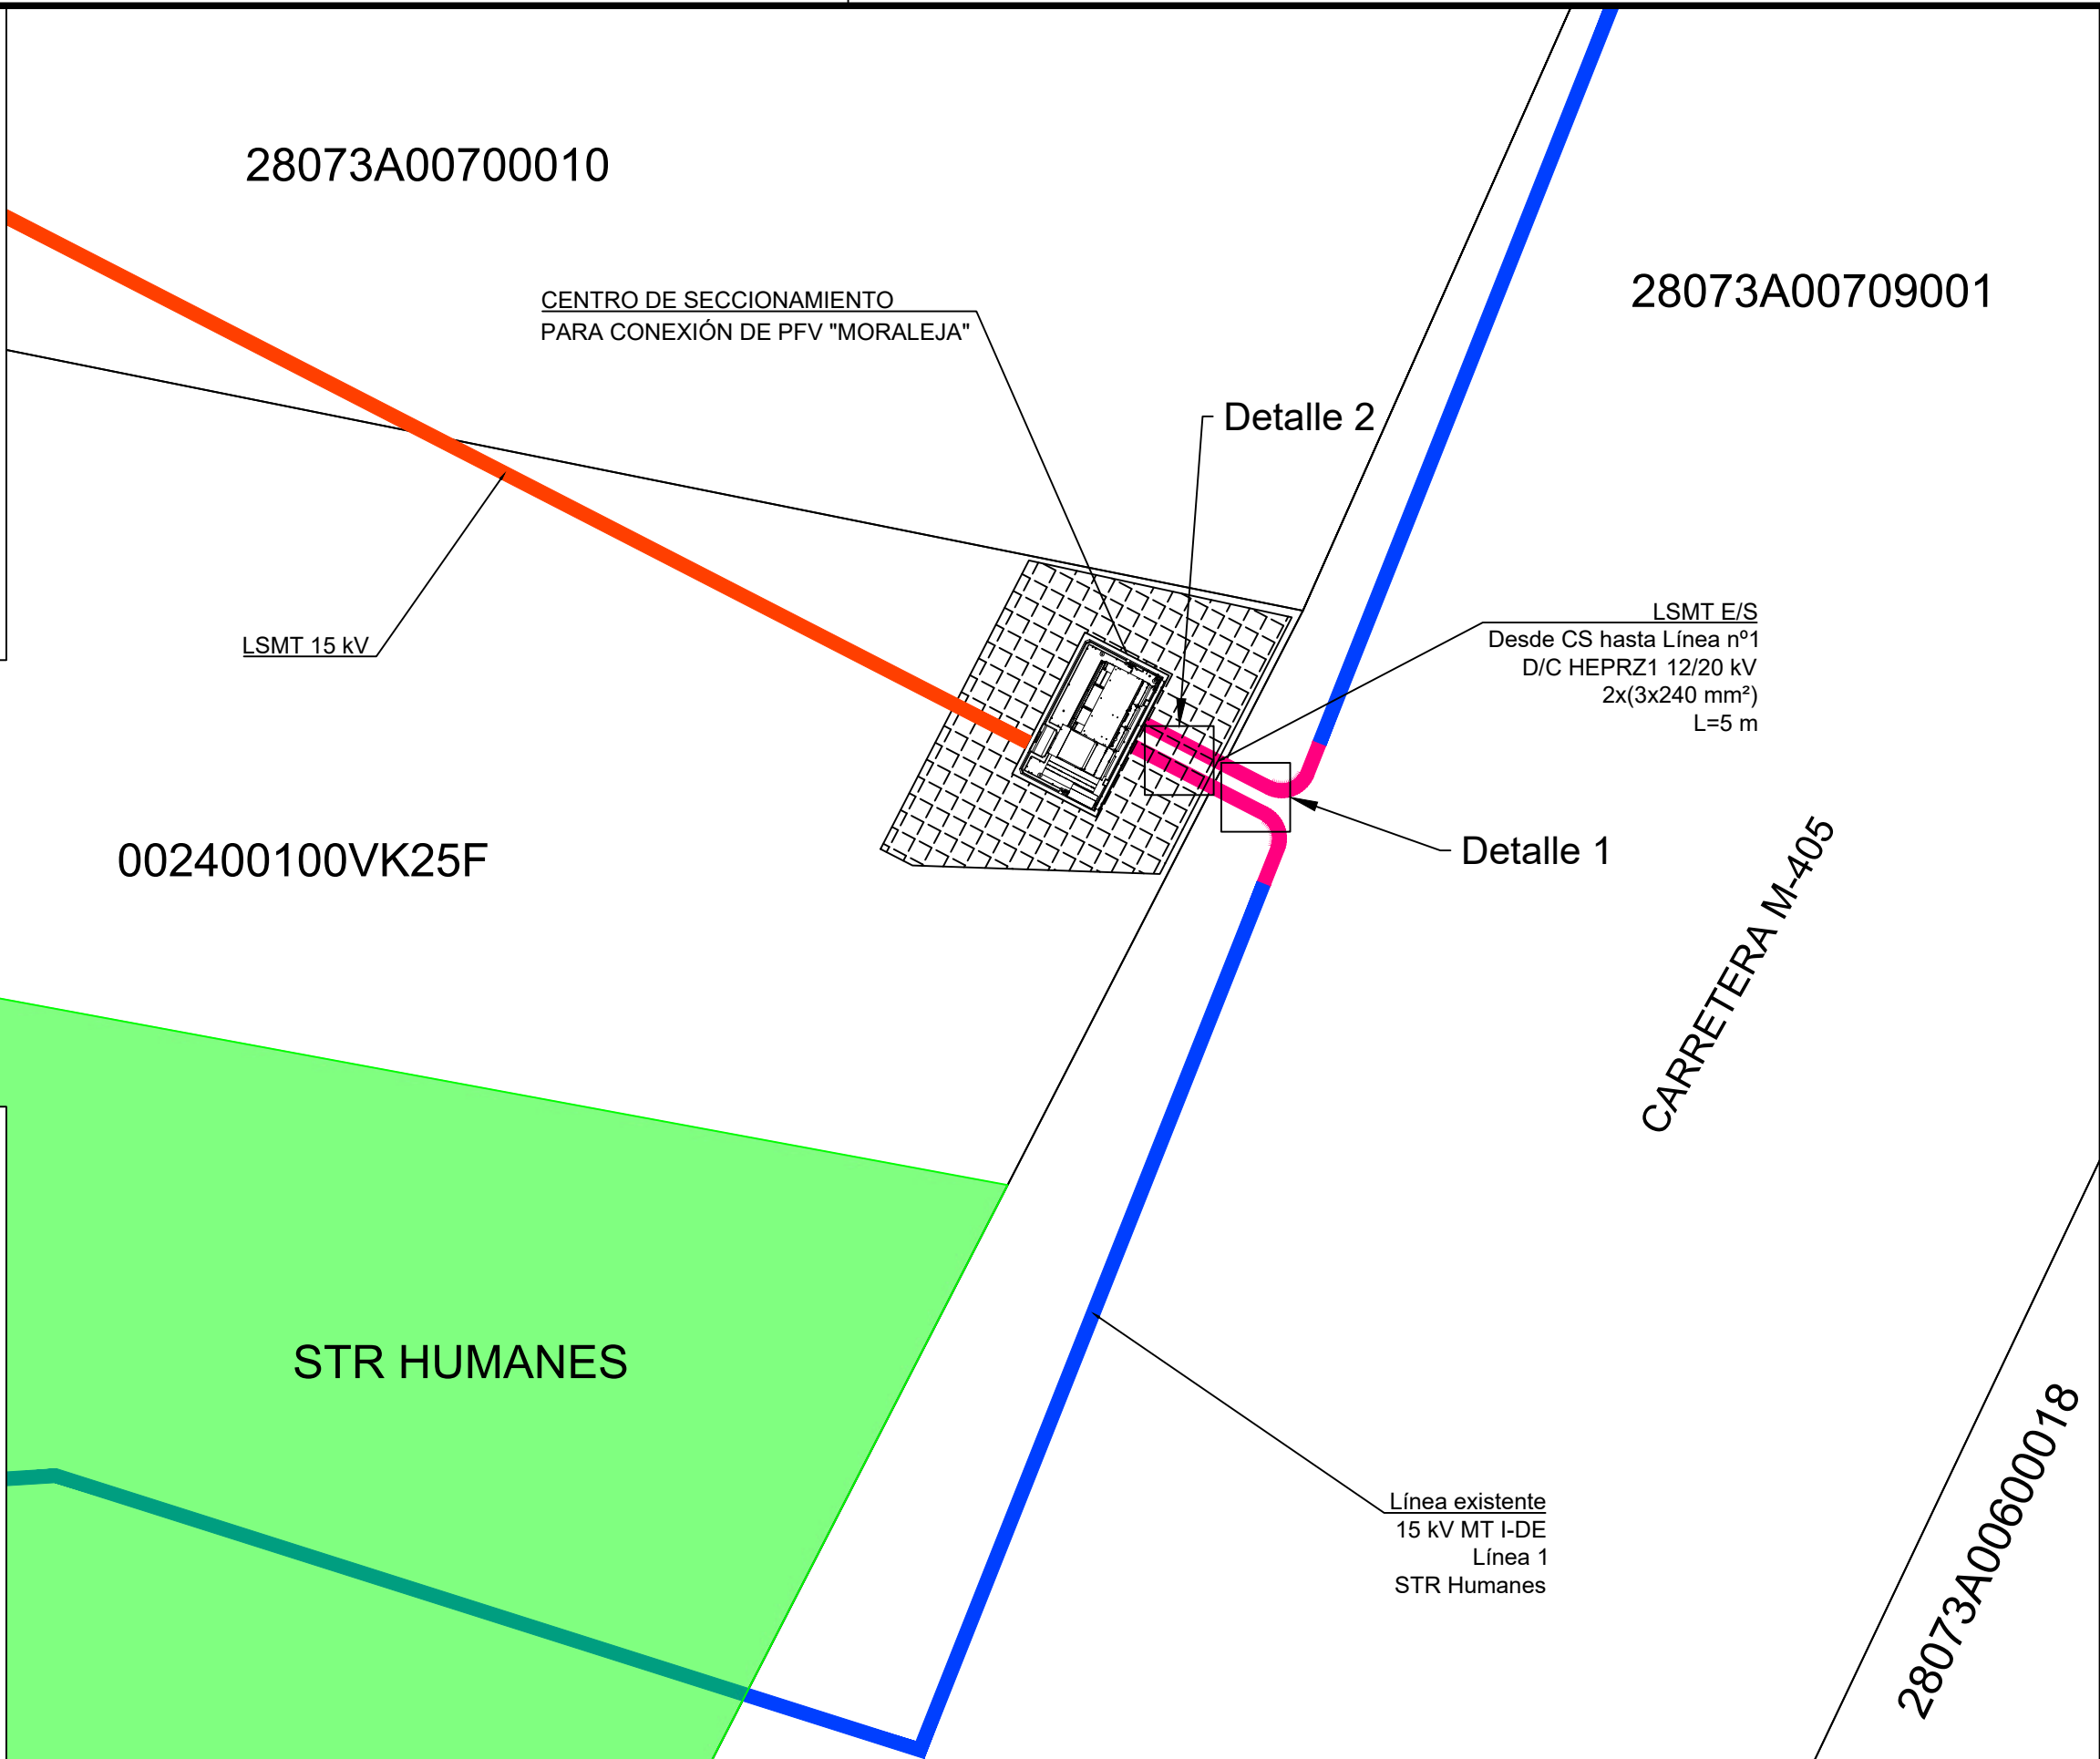 28073A00700010
28073A00709001
CENTRO DE SECCIONAMIENTO
PARA CONEXIÓN DE PFV "MORALEJA"
Detalle 2
LSMT 15 kV
LSMT E/S
Desde CS hasta Línea nº1
D/C HEPRZ1 12/20 kV
2x(3x240 mm²)
L=5 m
Detalle 1
002400100VK25F
CARRETERA M-405
STR HUMANES
Línea existente
15 kV MT I-DE
Línea 1
STR Humanes
28073A00600018